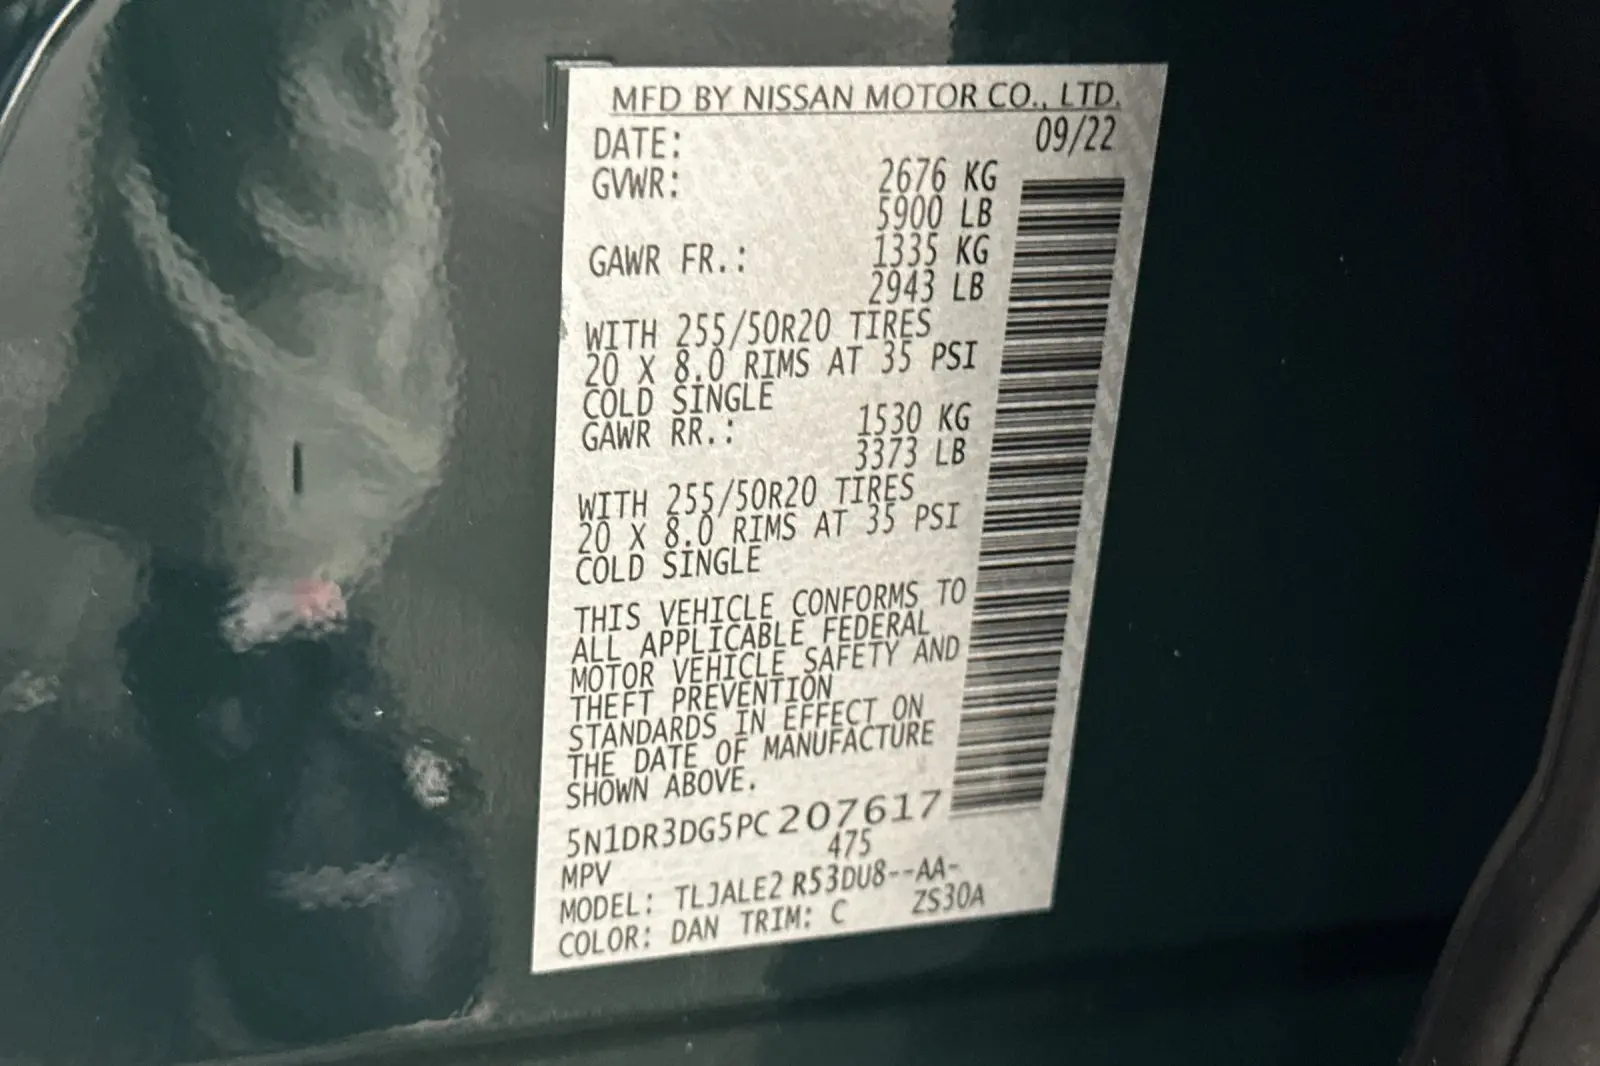 MFD BY NISSAN MOTOR CO., LTD.
DATE: 09/22
GVWR: 2676 KG
5900 LB
GAWR FR.: 1335 KG
2943 LB
WITH 255/50R20 TIRES
20 X 8.0 RIMS AT 35 PSI
COLD SINGLE
GAWR RR.: 1530 KG
3373 LB
WITH 255/50R20 TIRES
20 X 8.0 RIMS AT 35 PSI
COLD SINGLE
THIS VEHICLE CONFORMS TO
ALL APPLICABLE FEDERAL
MOTOR VEHICLE SAFETY AND
THEFT PREVENTION
STANDARDS IN EFFECT ON
THE DATE OF MANUFACTURE
SHOWN ABOVE.
5N1DR3DG5PC207617
MPV 475
MODEL: TLJALE2 R53DU8--AA-
COLOR: DAN TRIM: C ZS30A